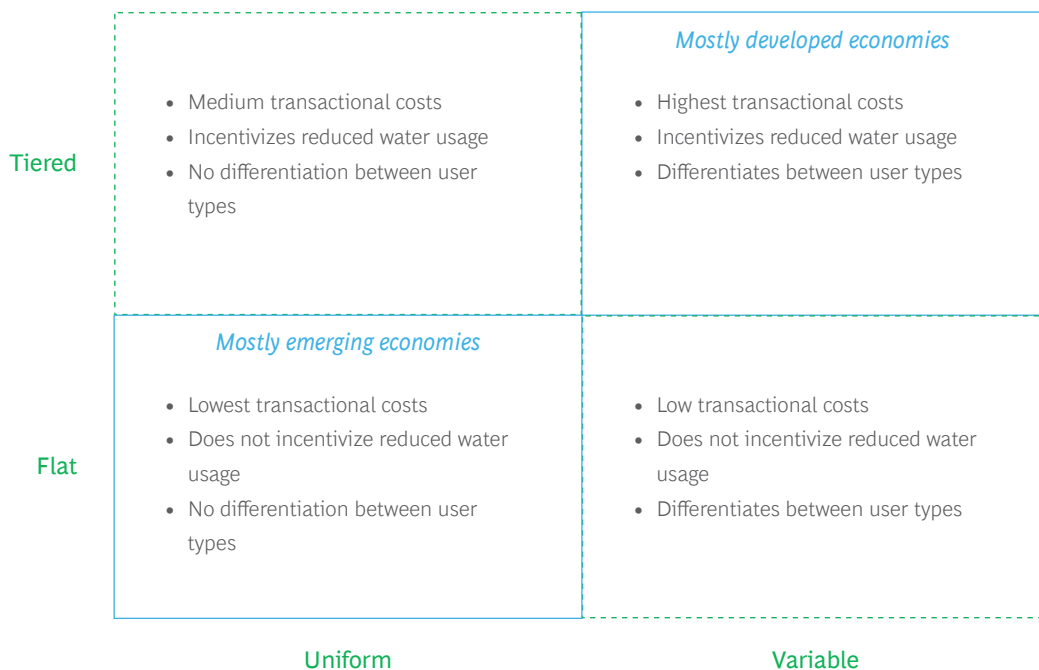 Mostly developed economies
Tiered
• Medium transactional costs
• Incentivizes reduced water usage
• No differentiation between user
types
• Highest transactional costs
• Incentivizes reduced water usage
• Differentiates between user types
Flat
Mostly emerging economies
• Lowest transactional costs
• Does not incentivize reduced water
usage
• No differentiation between user
types
• Low transactional costs
• Does not incentivize reduced water
usage
• Differentiates between user types
Uniform
Variable